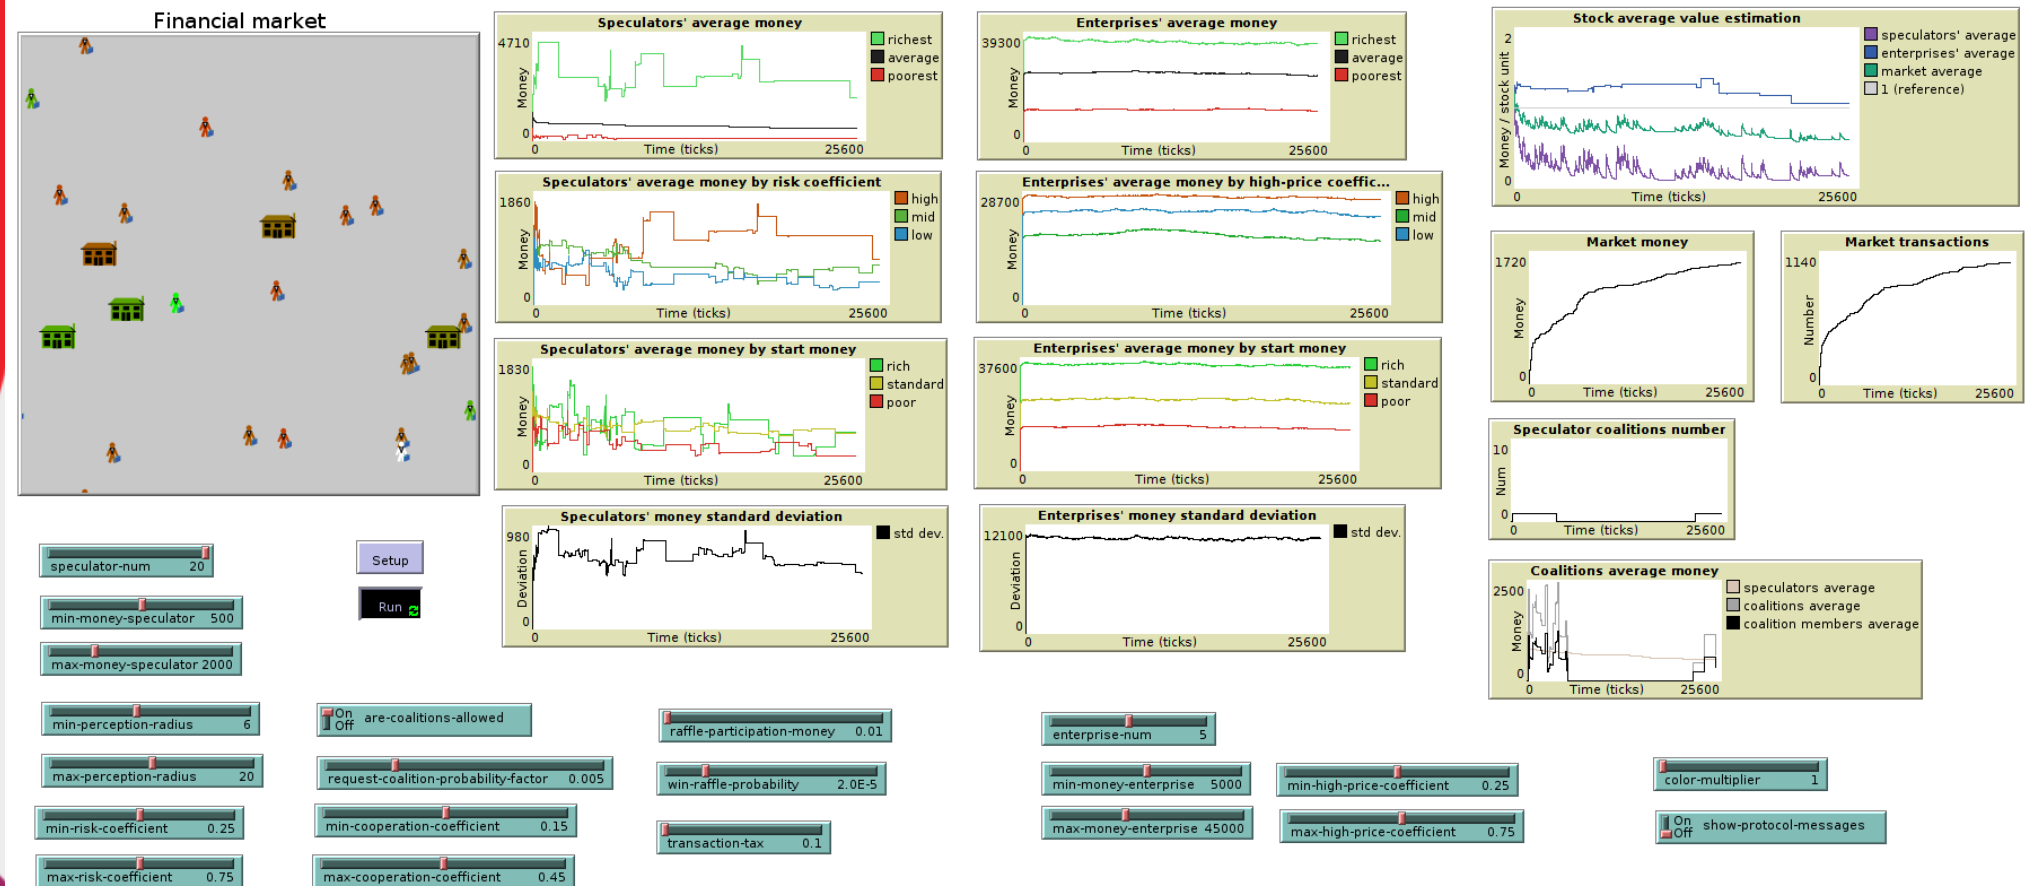 Financial market
Speculators' average money
4710
0
Money
0
Time (ticks)
25600
richest
average
poorest
Enterprises' average money
39300
0
Money
0
Time (ticks)
25600
richest
average
poorest
Stock average value estimation
2
0
Money / stock unit
0
Time (ticks)
25600
speculators' average
enterprises' average
market average
1 (reference)
Speculators' average money by risk coefficient
1860
0
Money
0
Time (ticks)
25600
high
mid
low
Enterprises' average money by high-price coeffic...
28700
0
Money
0
Time (ticks)
25600
high
mid
low
Market money
1720
0
Money
0
Time (ticks)
25600
Market transactions
1140
0
Number
0
Time (ticks)
25600
Speculators' average money by start money
1830
0
Money
0
Time (ticks)
25600
rich
standard
poor
Enterprises' average money by start money
37600
0
Money
0
Time (ticks)
25600
rich
standard
poor
Speculator coalitions number
10
0
Num
0
Time (ticks)
25600
Speculators' money standard deviation
980
0
Deviation
0
Time (ticks)
25600
std dev.
Enterprises' money standard deviation
12100
0
Deviation
0
Time (ticks)
25600
std dev.
Coalitions average money
2500
0
Money
0
Time (ticks)
25600
speculators average
coalitions average
coalition members average
speculator-num 20
min-money-speculator 500
max-money-speculator 2000
Setup
Run
min-perception-radius 6
max-perception-radius 20
min-risk-coefficient 0.25
max-risk-coefficient 0.75
On
Off
are-coalitions-allowed
request-coalition-probability-factor 0.005
min-cooperation-coefficient 0.15
max-cooperation-coefficient 0.45
raffle-participation-money 0.01
win-raffle-probability 2.0E-5
transaction-tax 0.1
enterprise-num 5
min-money-enterprise 5000
max-money-enterprise 45000
min-high-price-coefficient 0.25
max-high-price-coefficient 0.75
color-multiplier 1
On
Off
show-protocol-messages